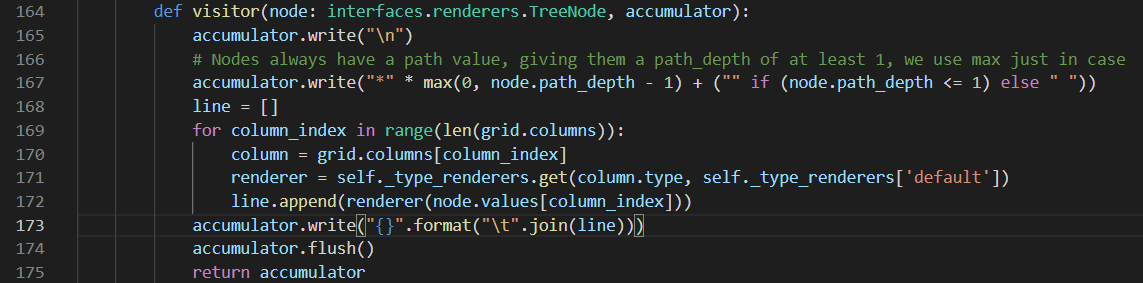 164 def visitor(node: interfaces.renderers.TreeNode, accumulator):
165 accumulator.write("\n")
166 # Nodes always have a path value, giving them a path_depth of at least 1, we use max just in case
167 accumulator.write("*" * max(0, node.path_depth - 1) + ("" if (node.path_depth <= 1) else " "))
168 line = []
169 for column_index in range(len(grid.columns)):
170 column = grid.columns[column_index]
171 renderer = self._type_renderers.get(column.type, self._type_renderers['default'])
172 line.append(renderer(node.values[column_index]))
173 accumulator.write("{}".format("\t".join(line)))
174 accumulator.flush()
175 return accumulator